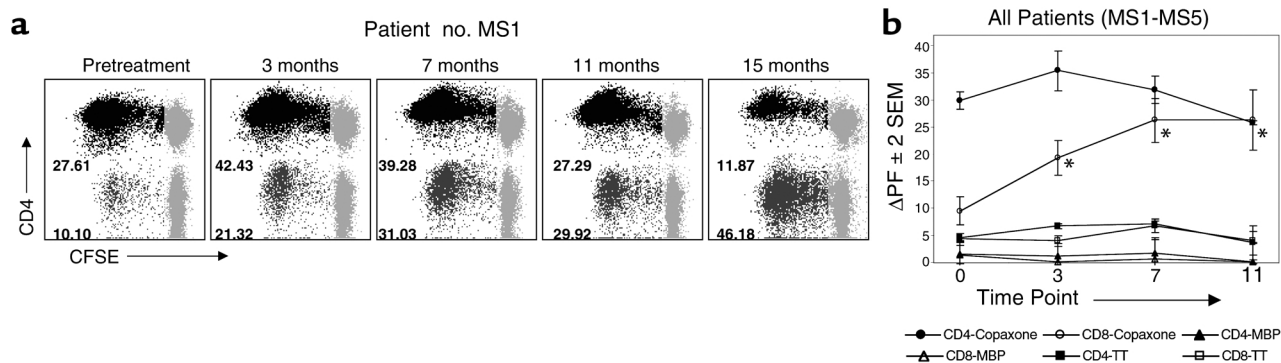 a
Patient no. MS1
Pretreatment 3 months 7 months 11 months 15 months
27.61 42.43 39.28 27.29 11.87
10.10 21.32 31.03 29.92 46.18
CD4
CFSE
b
All Patients (MS1-MS5)
ΔPF ± 2 SEM
40
35
30
25
20
15
10
5
0
* * *
0 3 7 11
Time Point
CD4-Copaxone CD8-Copaxone CD4-MBP
CD8-MBP CD4-TT CD8-TT